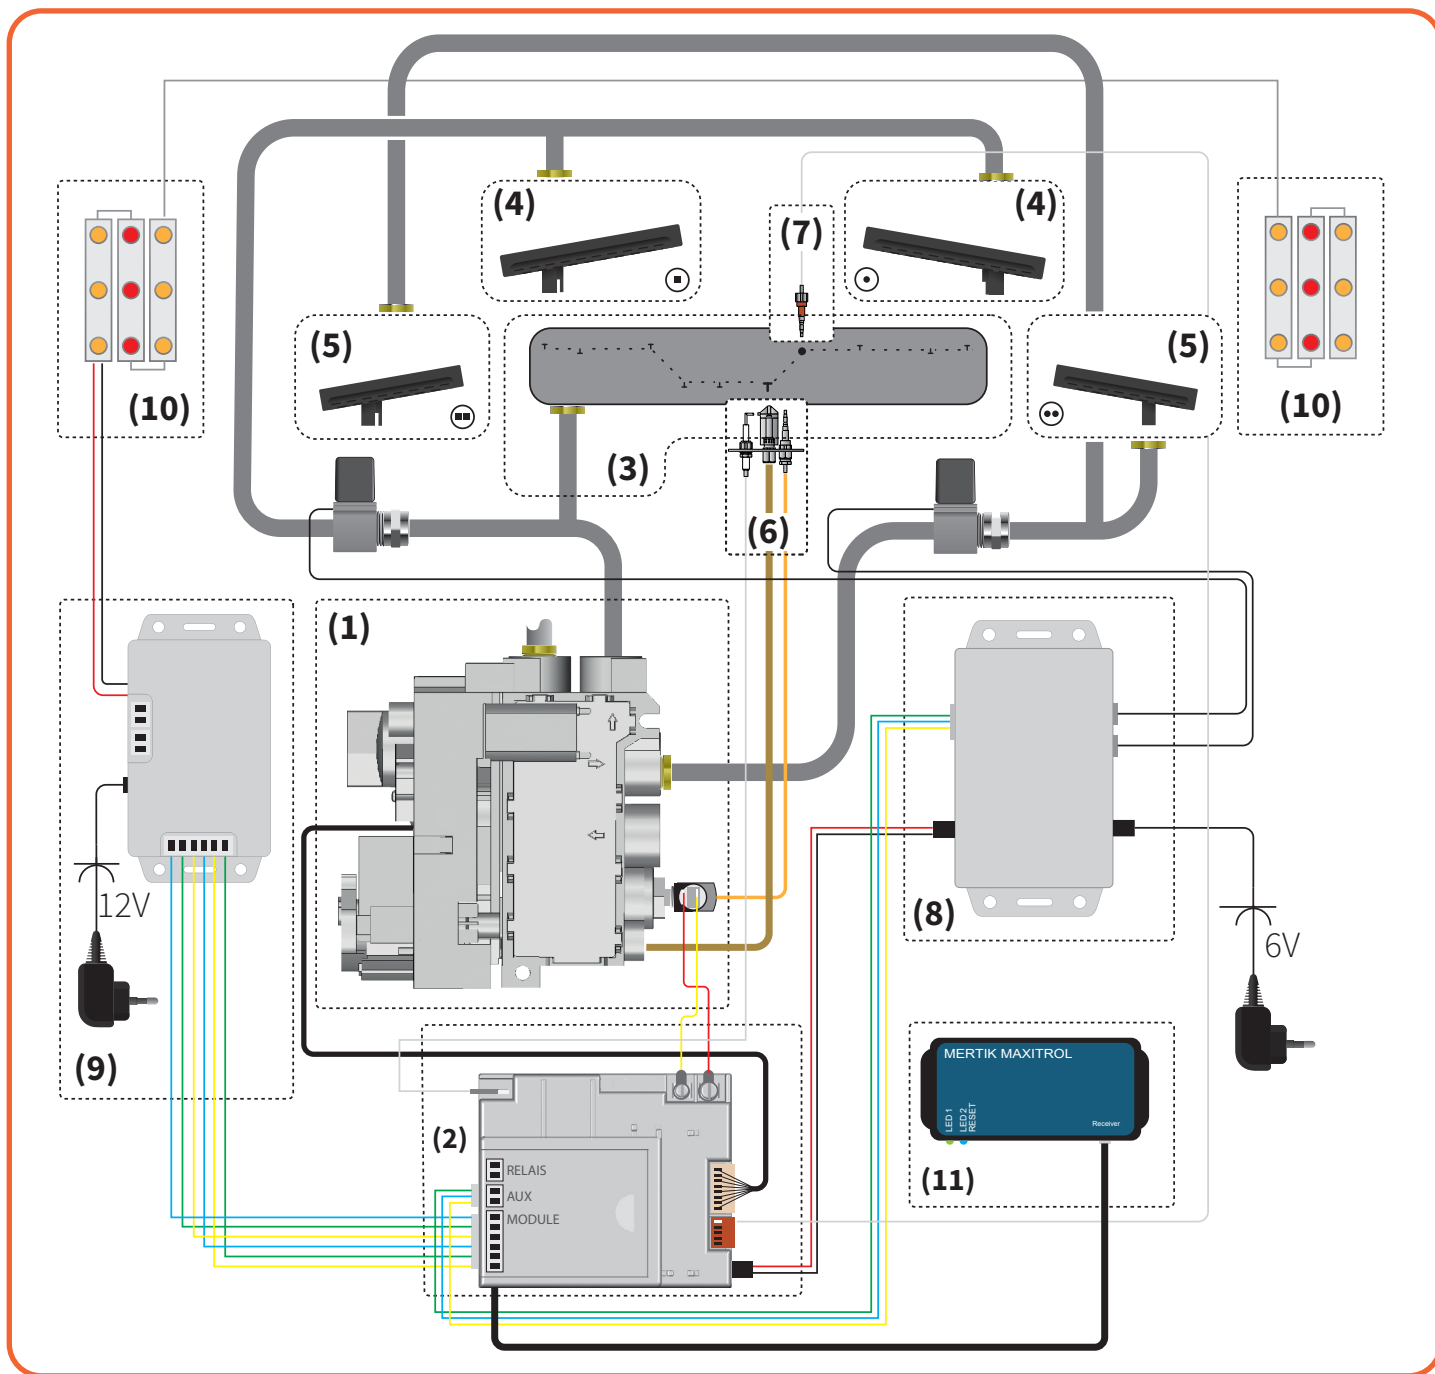 (4)
(4)
(7)
(5)
(5)
(10)
(10)
(3)
(6)
(1)
12V
(8)
6V
(9)
MERTIK MAXITROL
LED 1
LED 2
RESET
Receiver
(2)
RELAIS
(11)
AUX
MODULE